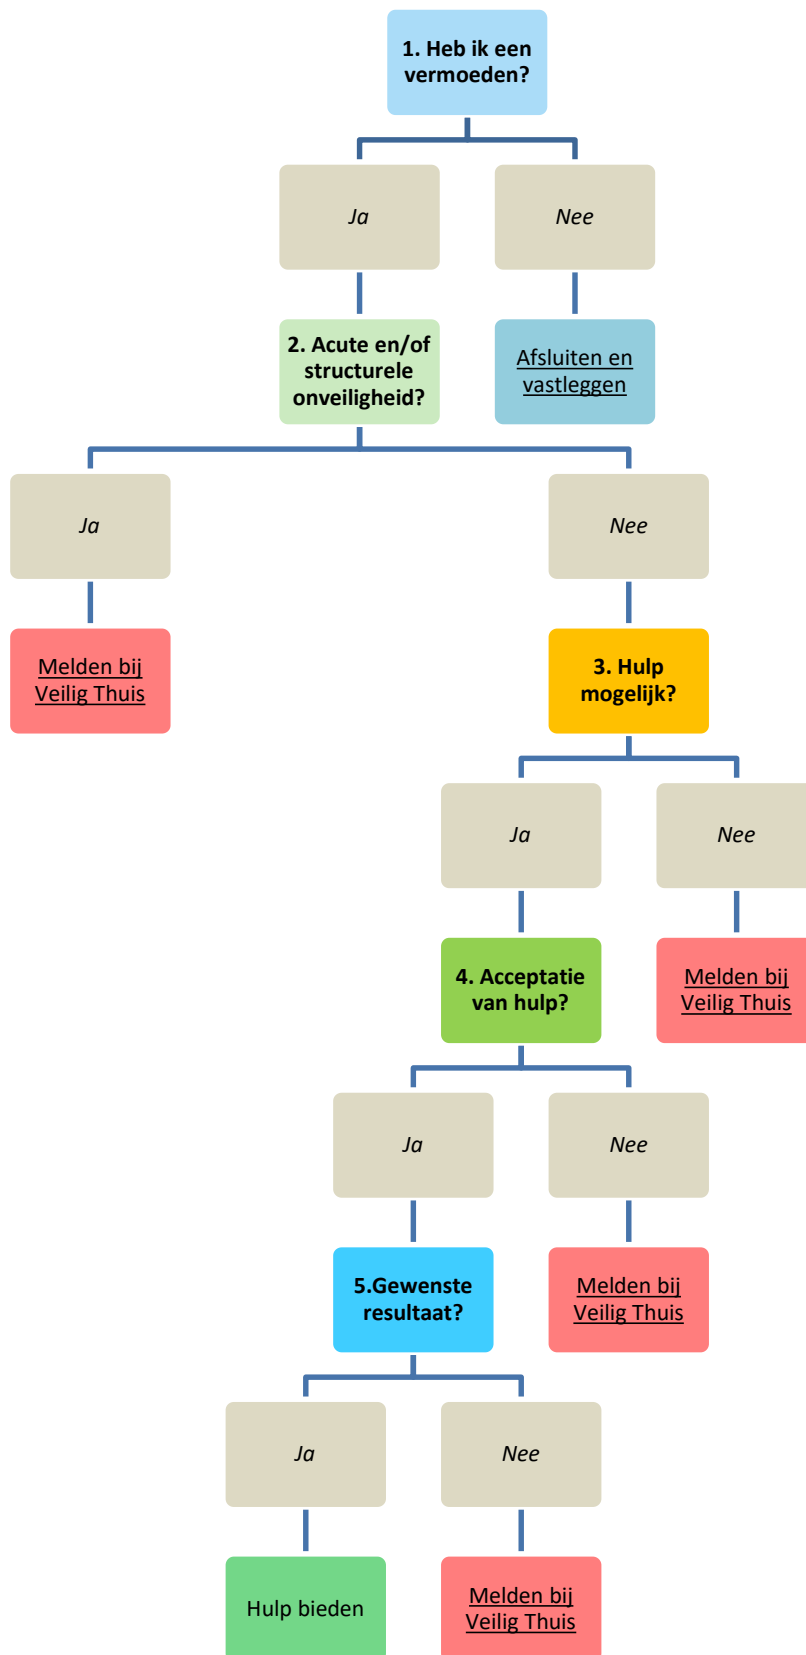 1. Heb ik een
vermoeden?
Ja
Nee
2. Acute en/of
structurele
onveiligheid?
Afsluiten en
vastleggen
Ja
Nee
Melden bij
Veilig Thuis
3. Hulp
mogelijk?
Ja
Nee
4. Acceptatie
van hulp?
Melden bij
Veilig Thuis
Ja
Nee
5.Gewenste
resultaat?
Melden bij
Veilig Thuis
Ja
Nee
Hulp bieden
Melden bij
Veilig Thuis